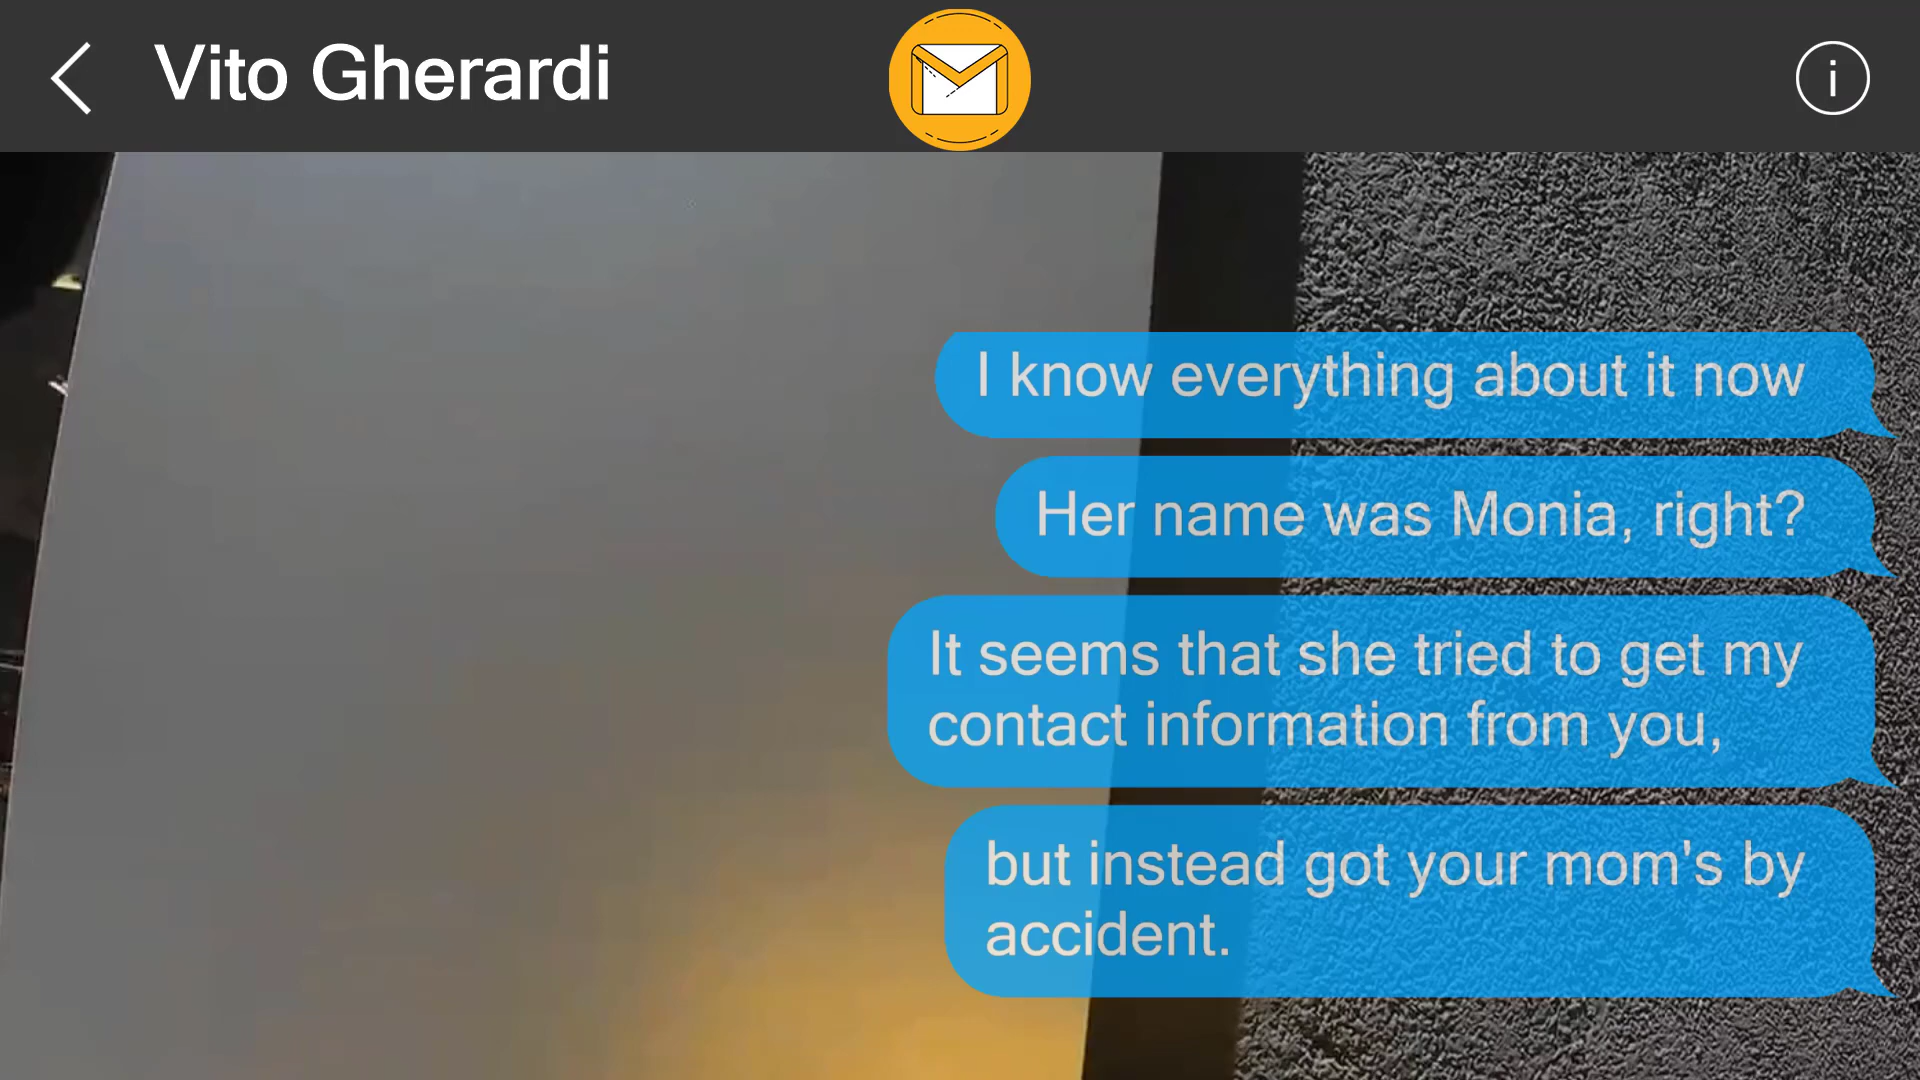 Vito Gherardi
I know everything about it now
Her name was Monia, right?
It seems that she tried to get my
contact information from you,
but instead got your mom's by
accident.